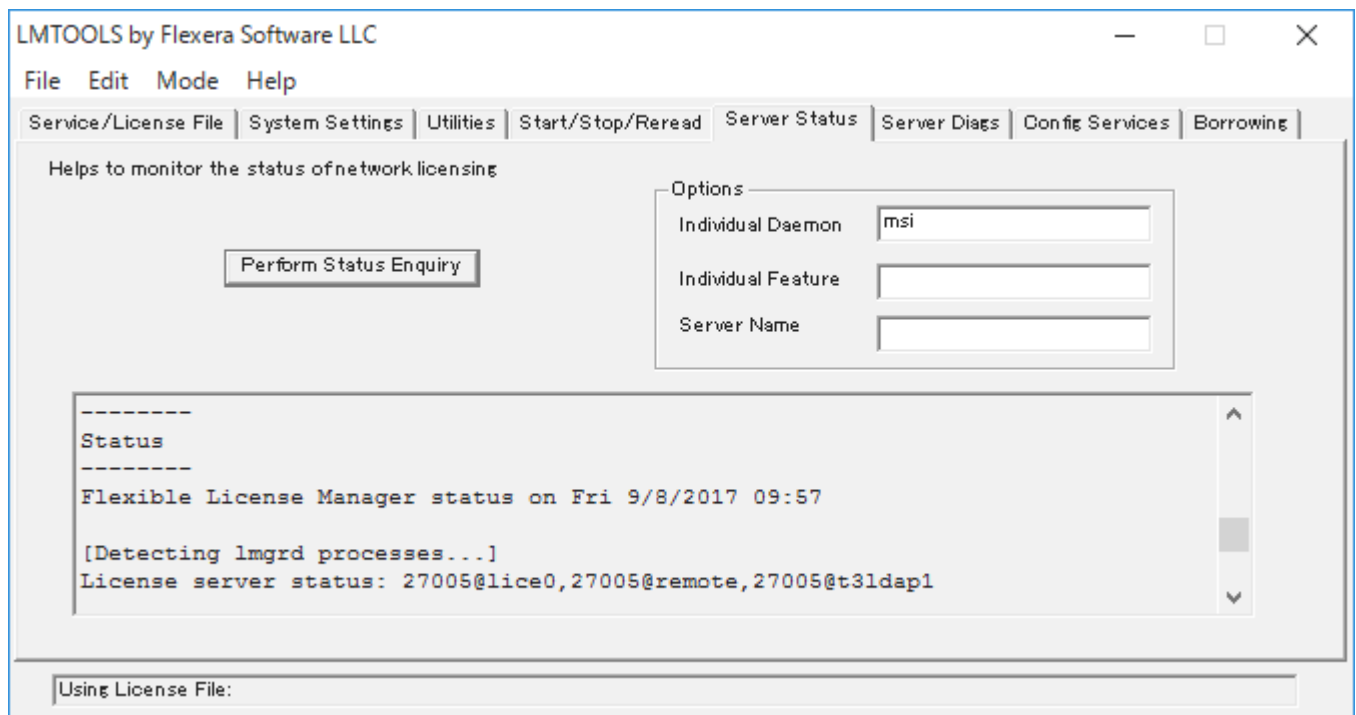 LMTOOLS by Flexera Software LLC
File Edit Mode Help
Service/License File System Settings Utilities Start/Stop/Reread Server Status Server Diags Config Services Borrowing
Helps to monitor the status of network licensing
Options
Individual Daemon msi
Perform Status Enquiry
Individual Feature
Server Name
--------
Status
--------
Flexible License Manager status on Fri 9/8/2017 09:57
[Detecting lmgrd processes...]
License server status: 27005@lice0,27005@remote,27005@t3ldap1
Using License File: